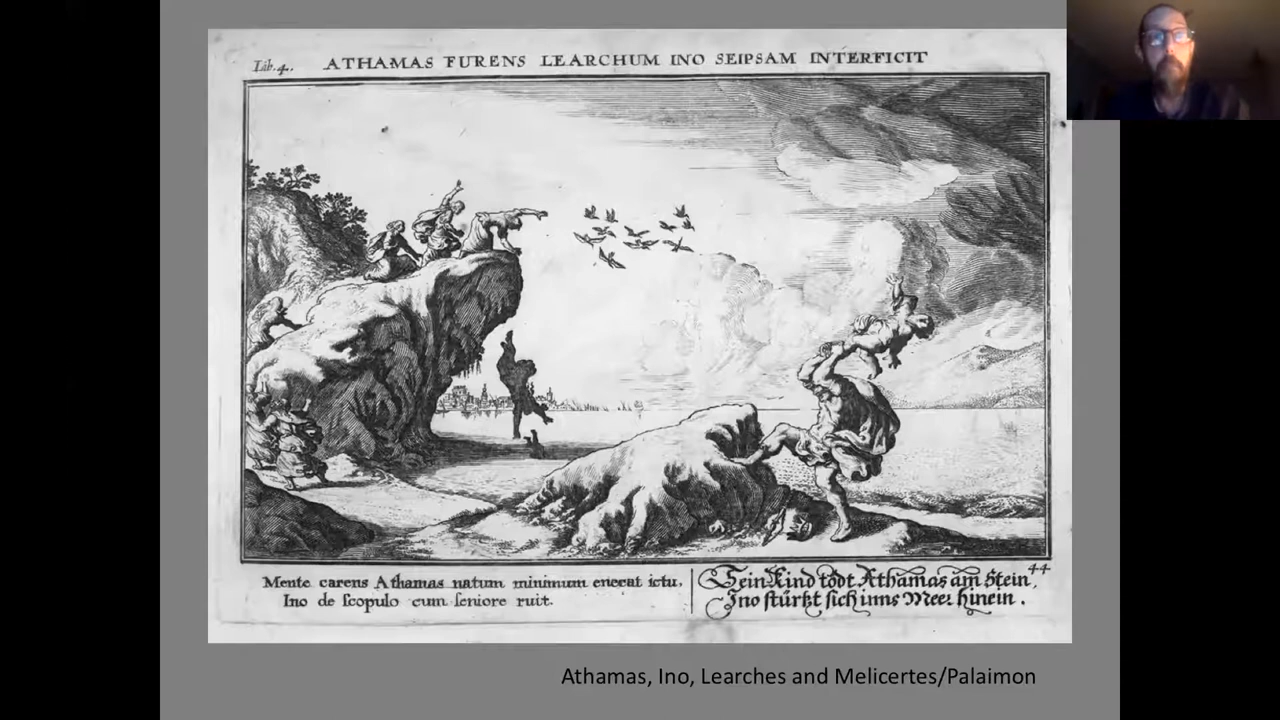 Lib. 4.
ATHAMAS FURENS LEARCHUM INO SEIPSAM INTERFICIT
Mente carens Athamas natum minimum enecat ictu,
Ino de scopulo cum seniore ruit.
Sein Kind tödt Athamas am Stein,
Ino stürtzt sich inns Meer hinein.
44
Athamas, Ino, Learches and Melicertes/Palaimon